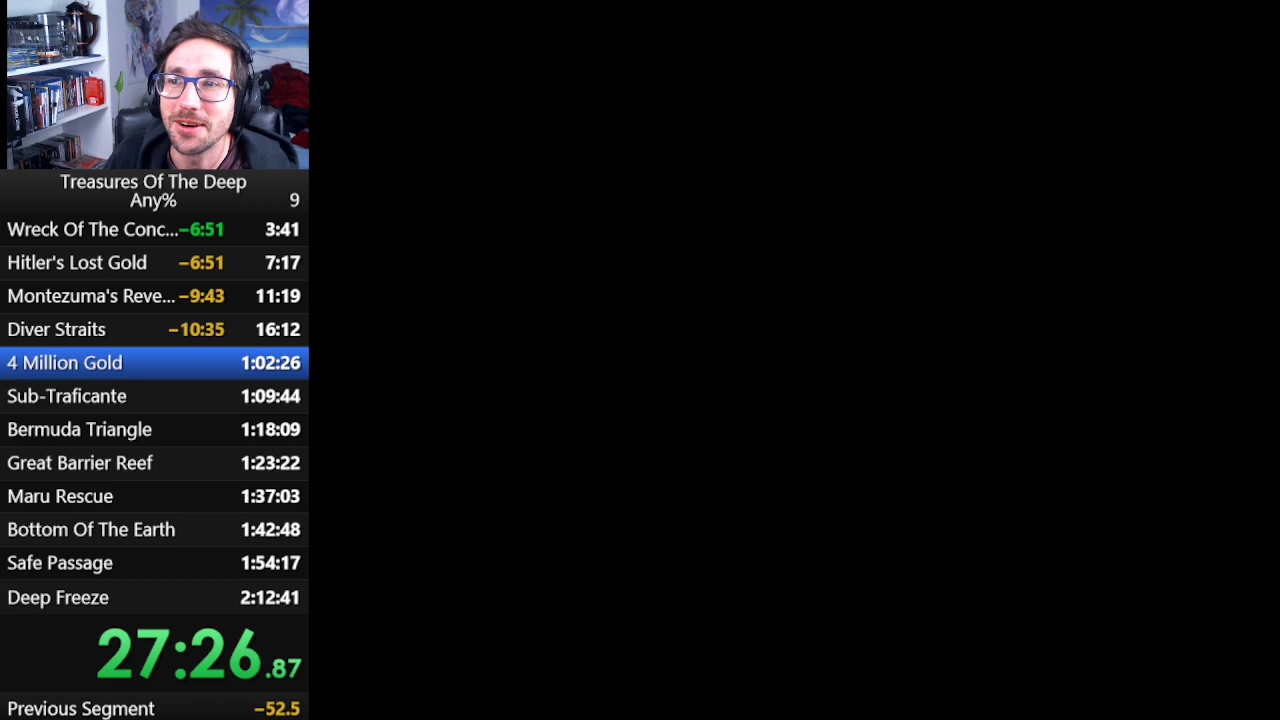 Treasures Of The Deep
Any% 9
Wreck Of The Conc... −6:51 3:41
Hitler's Lost Gold −6:51 7:17
Montezuma's Reve... −9:43 11:19
Diver Straits −10:35 16:12
4 Million Gold 1:02:26
Sub-Traficante 1:09:44
Bermuda Triangle 1:18:09
Great Barrier Reef 1:23:22
Maru Rescue 1:37:03
Bottom Of The Earth 1:42:48
Safe Passage 1:54:17
Deep Freeze 2:12:41
27:26.87
Previous Segment −52.5